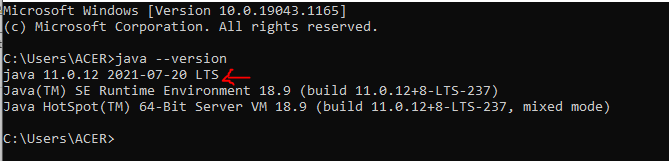 Microsoft Windows [Version 10.0.19043.1165]
(c) Microsoft Corporation. All rights reserved.
C:\Users\ACER>java --version
java 11.0.12 2021-07-20 LTS
Java(TM) SE Runtime Environment 18.9 (build 11.0.12+8-LTS-237)
Java HotSpot(TM) 64-Bit Server VM 18.9 (build 11.0.12+8-LTS-237, mixed mode)
C:\Users\ACER>